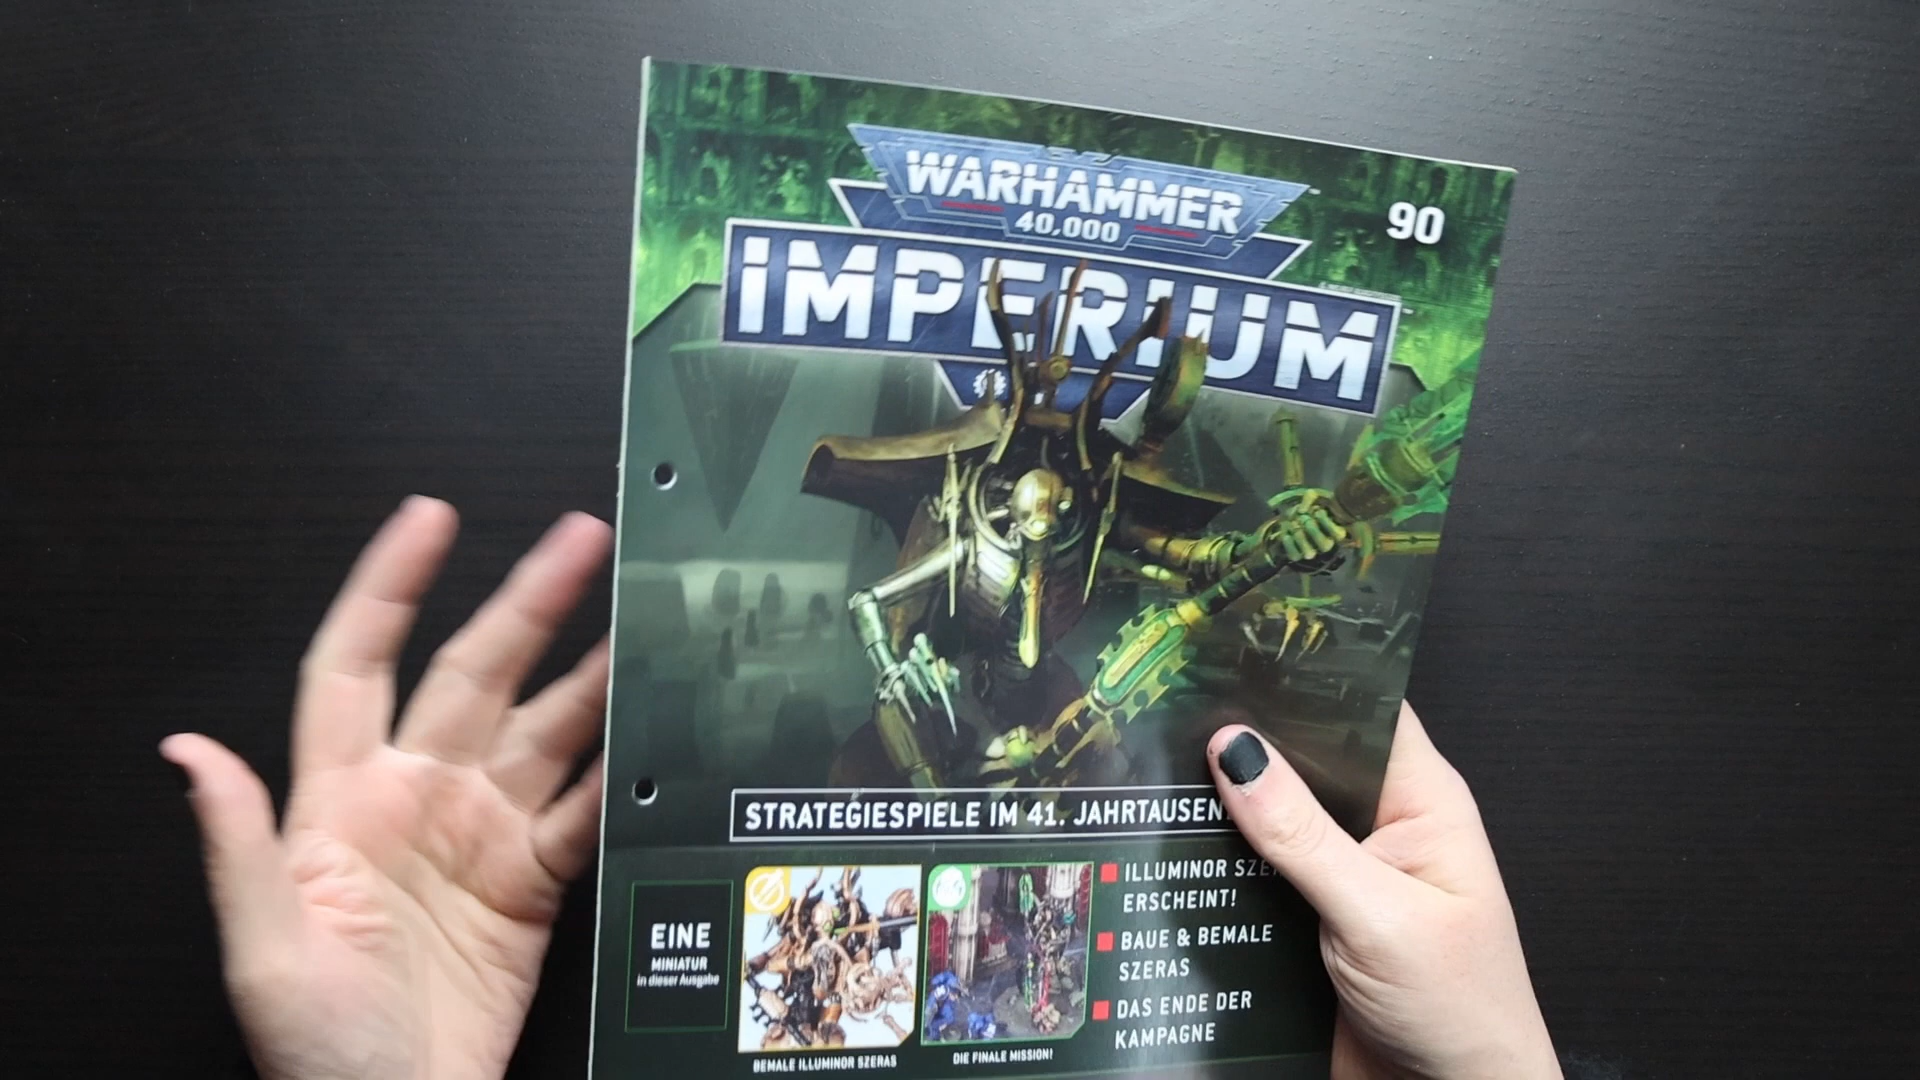 WARHAMMER
40,000
90
IMPERIUM
STRATEGIESPIELE IM 41. JAHRTAUSEN
EINE
MINIATUR
in dieser Ausgabe
BEMALE ILLUMINOR SZERAS
DIE FINALE MISSION!
ILLUMINOR
ERSCHEINT!
BAUE & BEMALE
SZERAS
DAS ENDE DER
KAMPAGNE